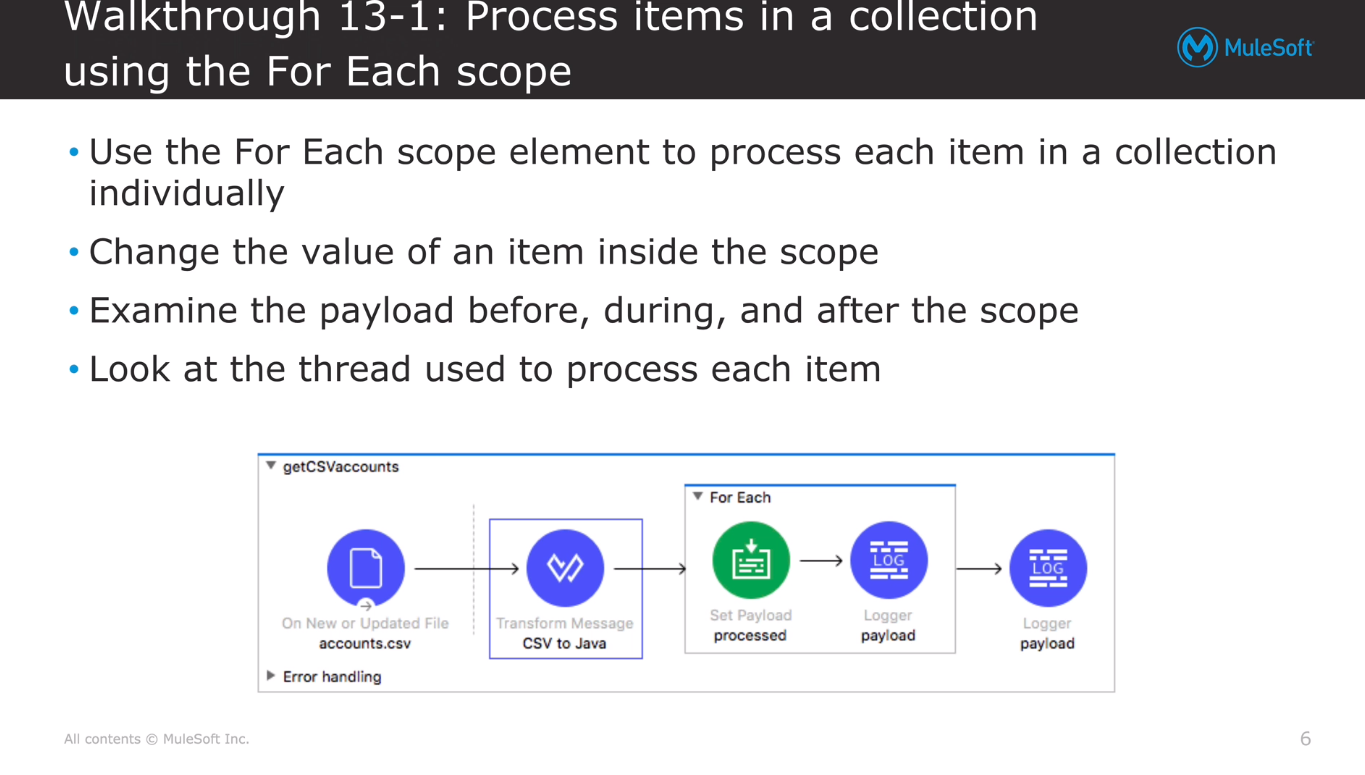 Walkthrough 13-1: Process items in a collection
using the For Each scope
MuleSoft
• Use the For Each scope element to process each item in a collection
individually
• Change the value of an item inside the scope
• Examine the payload before, during, and after the scope
• Look at the thread used to process each item
getCSVaccounts
For Each
LOG
LOG
On New or Updated File
accounts.csv
Transform Message
CSV to Java
Set Payload
processed
Logger
payload
Logger
payload
Error handling
All contents © MuleSoft Inc.
6